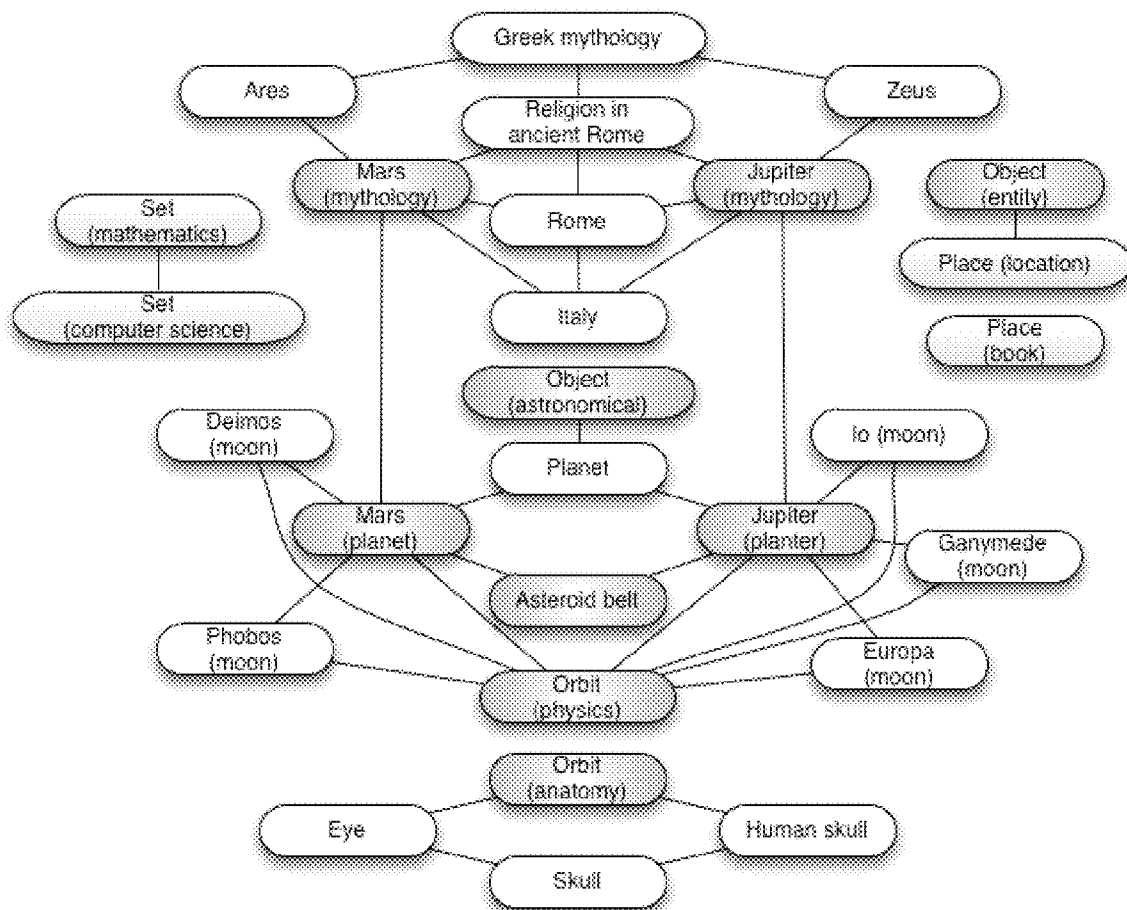 Greek mythology
Ares
Zeus
Religion in
ancient Rome
Mars
(mythology)
Jupiter
(mythology)
Object
(entity)
Set
(mathematics)
Rome
Place (location)
Set
(computer science)
Italy
Place
(book)
Object
(astronomical)
Deimos
(moon)
Io (moon)
Planet
Mars
(planet)
Jupiter
(planter)
Ganymede
(moon)
Asteroid belt
Phobos
(moon)
Europa
(moon)
Orbit
(physics)
Orbit
(anatomy)
Eye
Human skull
Skull